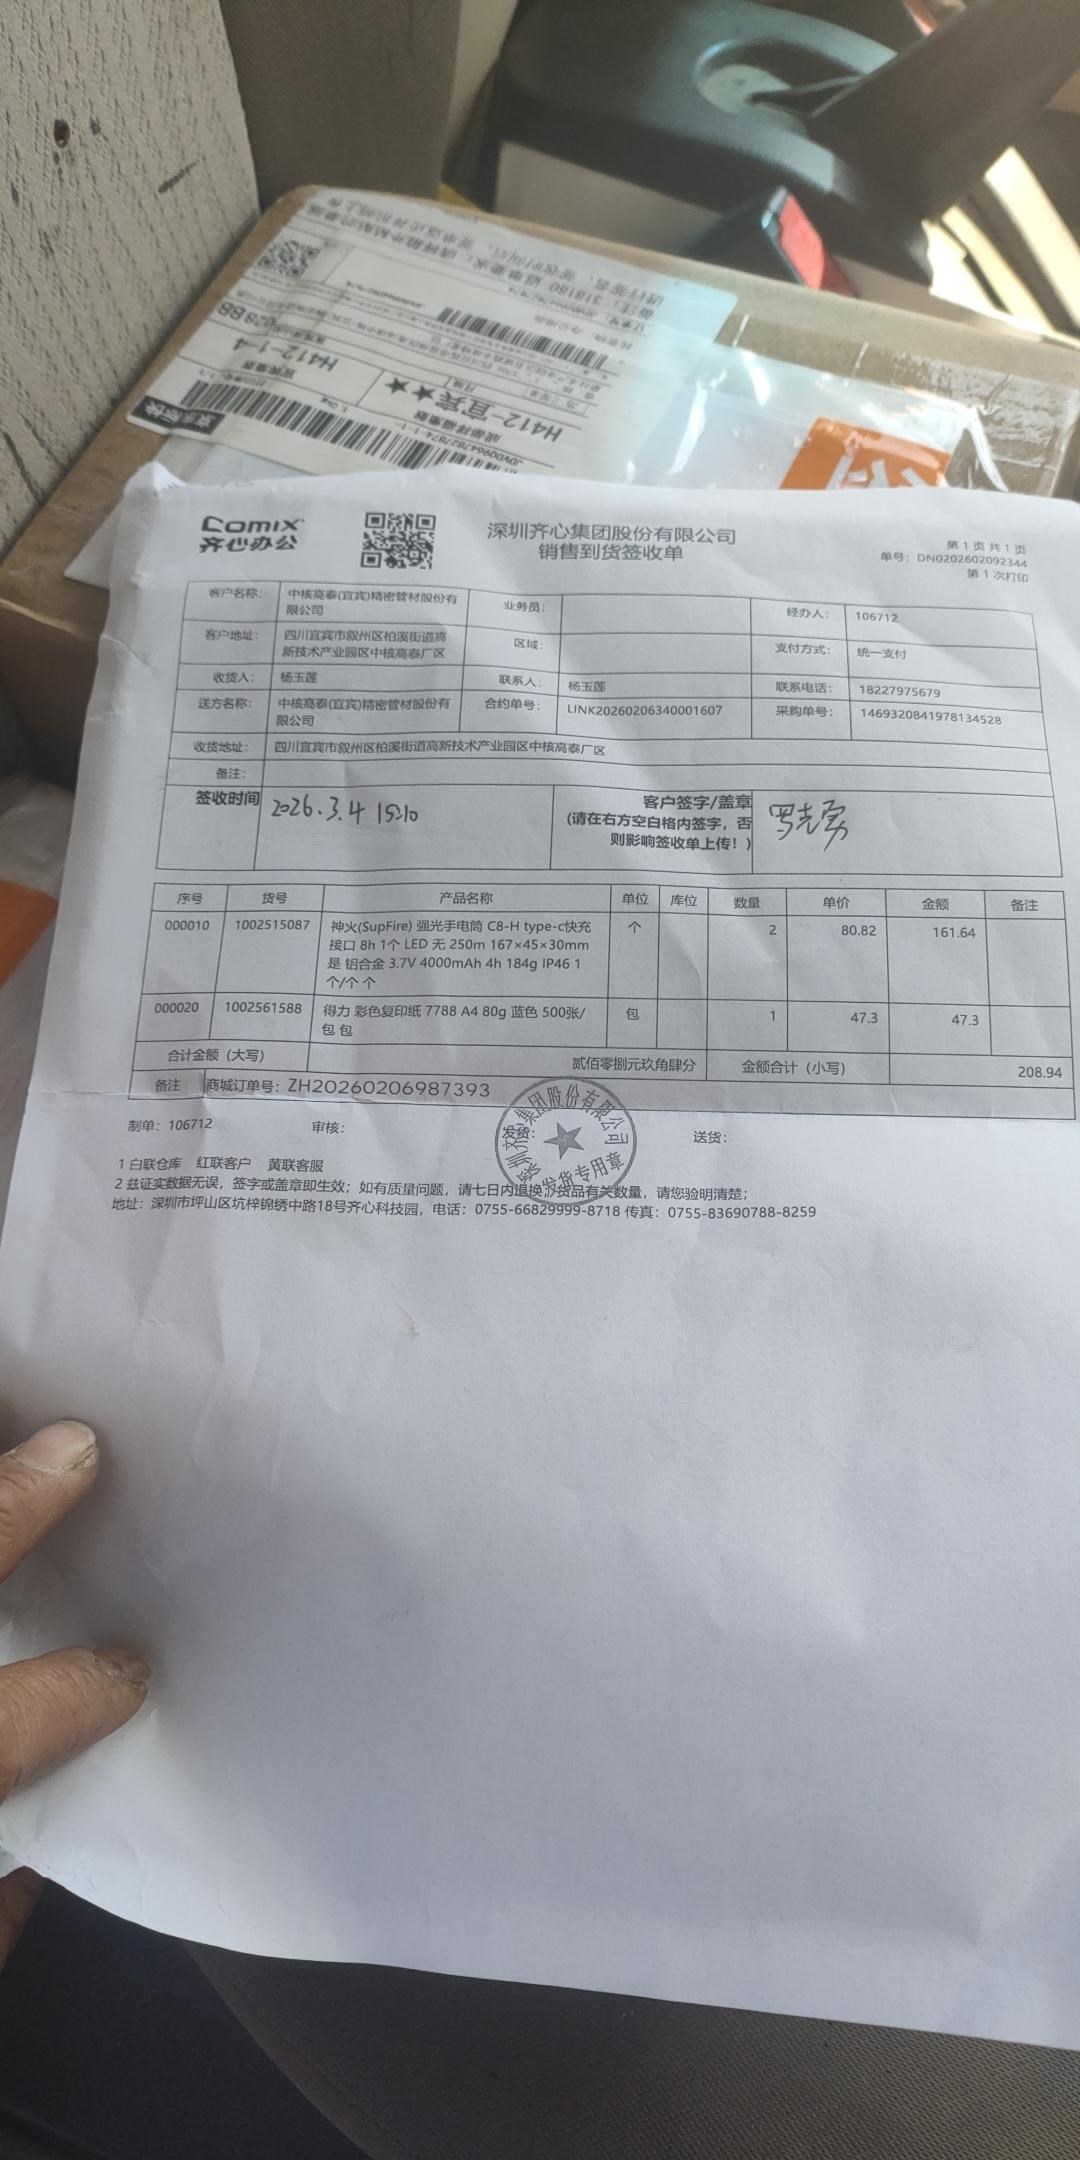 H412-1-4
H412-宜宾★★
Comix
齐心办公
深圳齐心集团股份有限公司
销售到货签收单
第 1 页 共 1 页
单号：DN0202602092344
第 1 次打印
客户名称： 中核高泰(宜宾)精密管材股份有限公司 业务员： 经办人： 106712
客户地址： 四川宜宾市叙州区柏溪街道高新技术产业园区中核高泰厂区 区域： 支付方式： 统一支付
收货人： 杨玉莲 联系人： 杨玉莲 联系电话： 18227975679
送方名称： 中核高泰(宜宾)精密管材股份有限公司 合约单号： LINK20260206340001607 采购单号： 1469320841978134528
收货地址： 四川宜宾市叙州区柏溪街道高新技术产业园区中核高泰厂区
备注：
签收时间 2026.3.4 15:10 客户签字/盖章
(请在右方空白格内签字，否
则影响签收单上传！)
序号 货号 产品名称 单位 库位 数量 单价 金额 备注
000010 1002515087 神火(SupFire) 强光手电筒 C8-H type-c快充 个 2 80.82 161.64
接口 8h 1个 LED 无 250m 167×45×30mm
是 铝合金 3.7V 4000mAh 4h 184g IP46 1
个/个 个
000020 1002561588 得力 彩色复印纸 7788 A4 80g 蓝色 500张/ 包 1 47.3 47.3
包 包
合计金额（大写） 贰佰零捌元玖角肆分 金额合计（小写） 208.94
备注 商城订单号：ZH20260206987393
制单：106712 审核： 发货： 送货：
深圳齐心集团股份有限公司
发货专用章
1 白联仓库 红联客户 黄联客服
2 兹证实数据无误，签字或盖章即生效；如有质量问题，请七日内退换，货品有关数量，请您验明清楚；
地址：深圳市坪山区坑梓锦绣中路18号齐心科技园，电话：0755-66829999-8718 传真：0755-83690788-8259